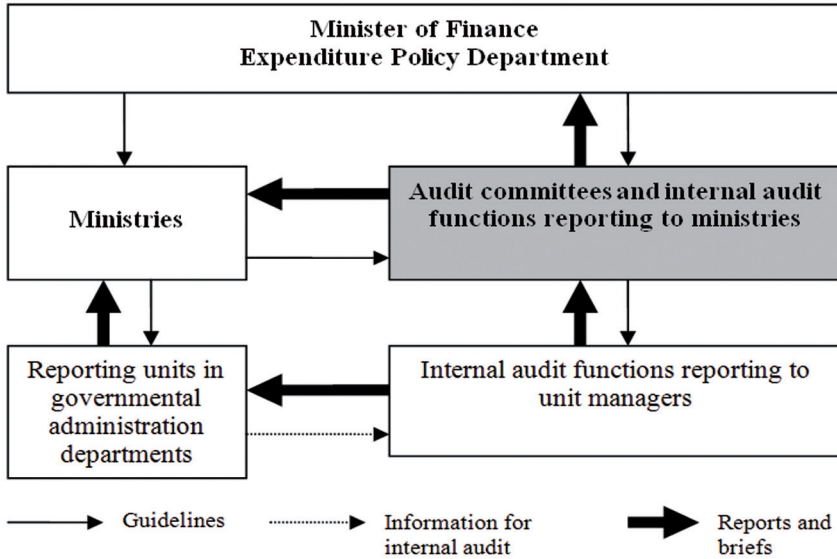 Minister of Finance
Expenditure Policy Department
Ministries
Audit committees and internal audit
functions reporting to ministries
Reporting units in
governmental
administration
departments
Internal audit functions reporting to
unit managers
Guidelines
Information for
internal audit
Reports and
briefs